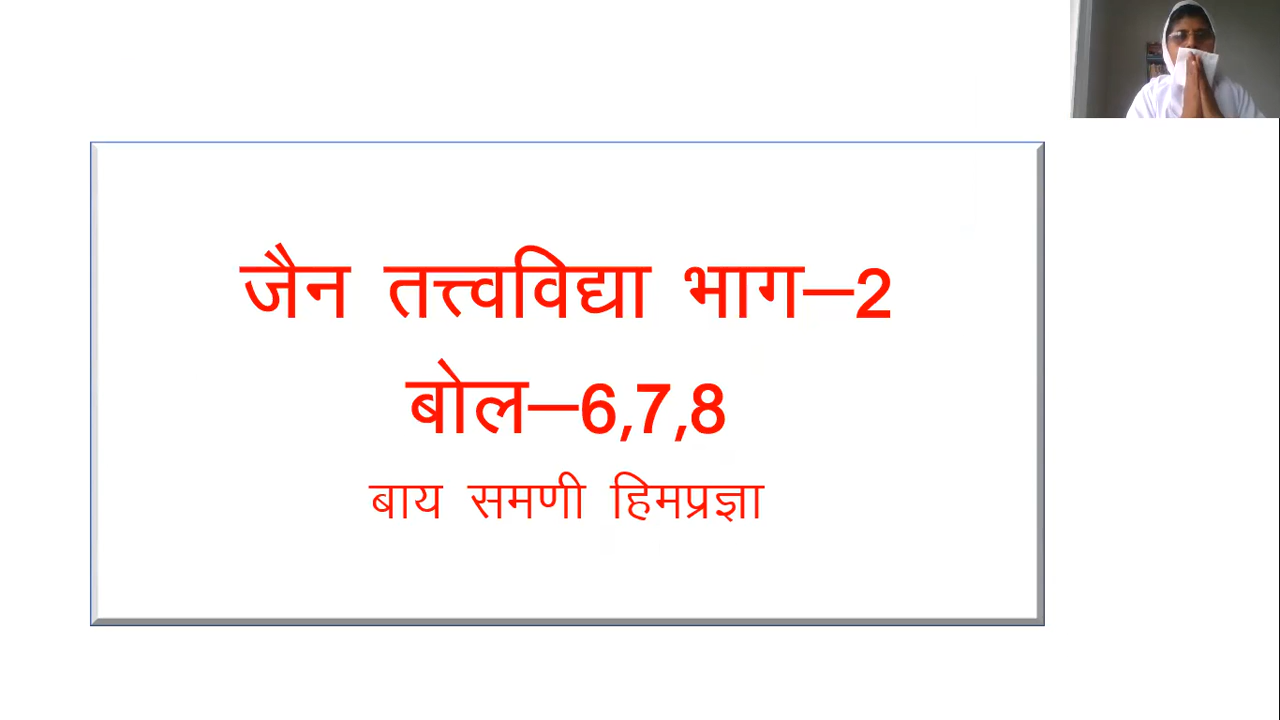 जैन तत्त्वविद्या भाग–2
बोल–6,7,8
बाय समणी हिमप्रज्ञा